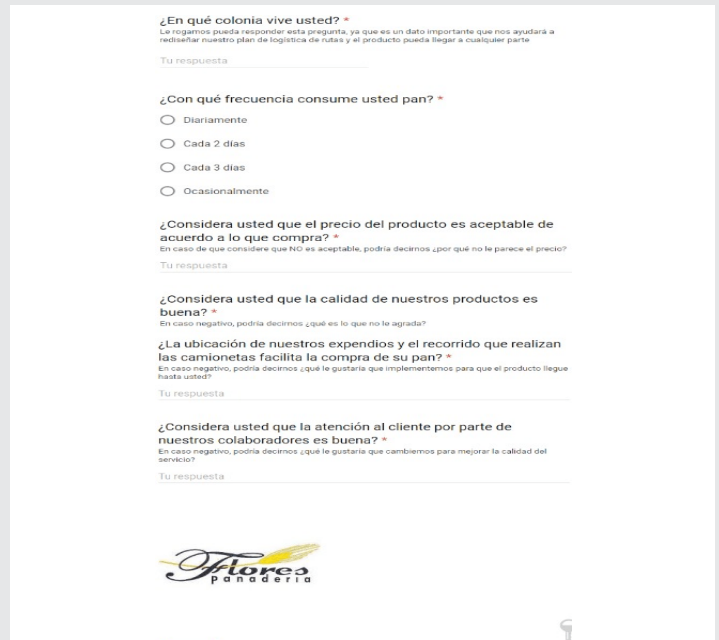 ¿En qué colonia vive usted? *
Le rogamos pueda responder esta pregunta, ya que es un dato importante que nos ayudará a
rediseñar nuestro plan de logística de rutas y el producto pueda llegar a cualquier parte
Tu respuesta
¿Con qué frecuencia consume usted pan? *
Diariamente
Cada 2 días
Cada 3 días
Ocasionalmente
¿Considera usted que el precio del producto es aceptable de
acuerdo a lo que compra? *
En caso de que considere que NO es aceptable, podría decirnos ¿por qué no le parece el precio?
Tu respuesta
¿Considera usted que la calidad de nuestros productos es
buena? *
En caso negativo, podría decirnos ¿qué es lo que no le agrada?
¿La ubicación de nuestros expendios y el recorrido que realizan
las camionetas facilita la compra de su pan? *
En caso negativo, podría decirnos ¿qué le gustaría que implementemos para que el producto llegue
hasta usted?
Tu respuesta
¿Considera usted que la atención al cliente por parte de
nuestros colaboradores es buena? *
En caso negativo, podría decirnos ¿qué le gustaría que cambiemos para mejorar la calidad del
servicio?
Tu respuesta
Flores
panadería